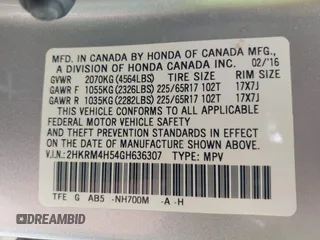 MFD. IN CANADA BY HONDA OF CANADA MFG.,
A DIVISION OF HONDA CANADA INC. 02/'16
GVWR 2070KG (4564LBS) TIRE SIZE RIM SIZE
GAWR F 1055KG (2326LBS) 225/65R17 102T 17X7J
GAWR R 1035KG (2282LBS) 225/65R17 102T 17X7J
THIS VEHICLE CONFORMS TO ALL APPLICABLE
FEDERAL MOTOR VEHICLE SAFETY AND
THEFT PREVENTION STANDARDS IN EFFECT ON
THE DATE OF MANUFACTURE SHOWN ABOVE.
V.I.N.: 2HKRM4H54GH636307 TYPE: MPV
TFE G AB5 -NH700M -A -H
DREAMBID